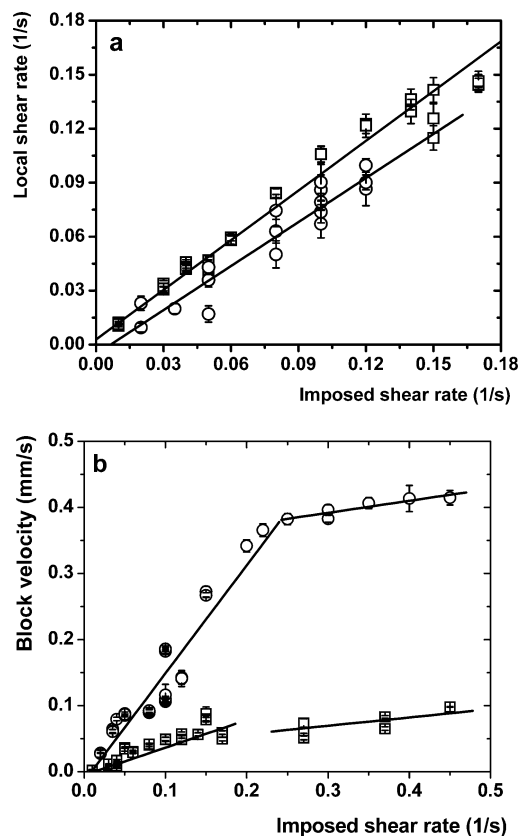 0.18
a
0.15
0.12
0.09
0.06
0.03
0.00
Local shear rate (1/s)
0.00 0.03 0.06 0.09 0.12 0.15 0.18
Imposed shear rate (1/s)
0.5
b
0.4
0.3
0.2
0.1
0.0
Block velocity (mm/s)
0.0 0.1 0.2 0.3 0.4 0.5
Imposed shear rate (1/s)